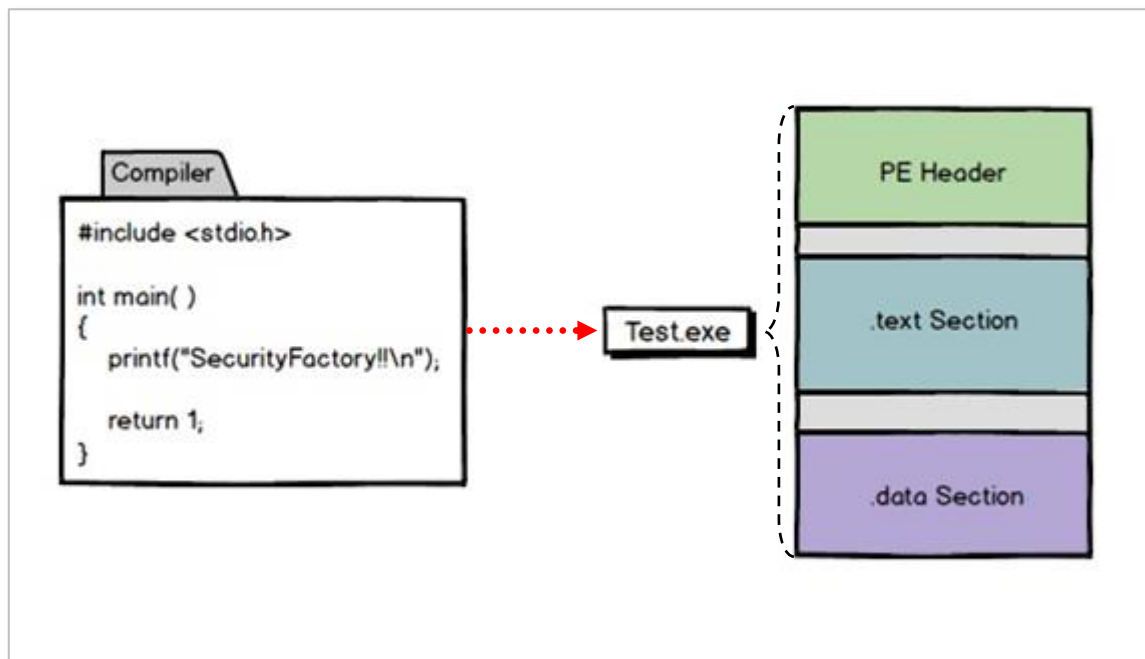 Compiler
#include <stdio.h>
int main( )
{
printf("SecurityFactory!!\n");
return 1;
}
Test.exe
PE Header
.text Section
.data Section